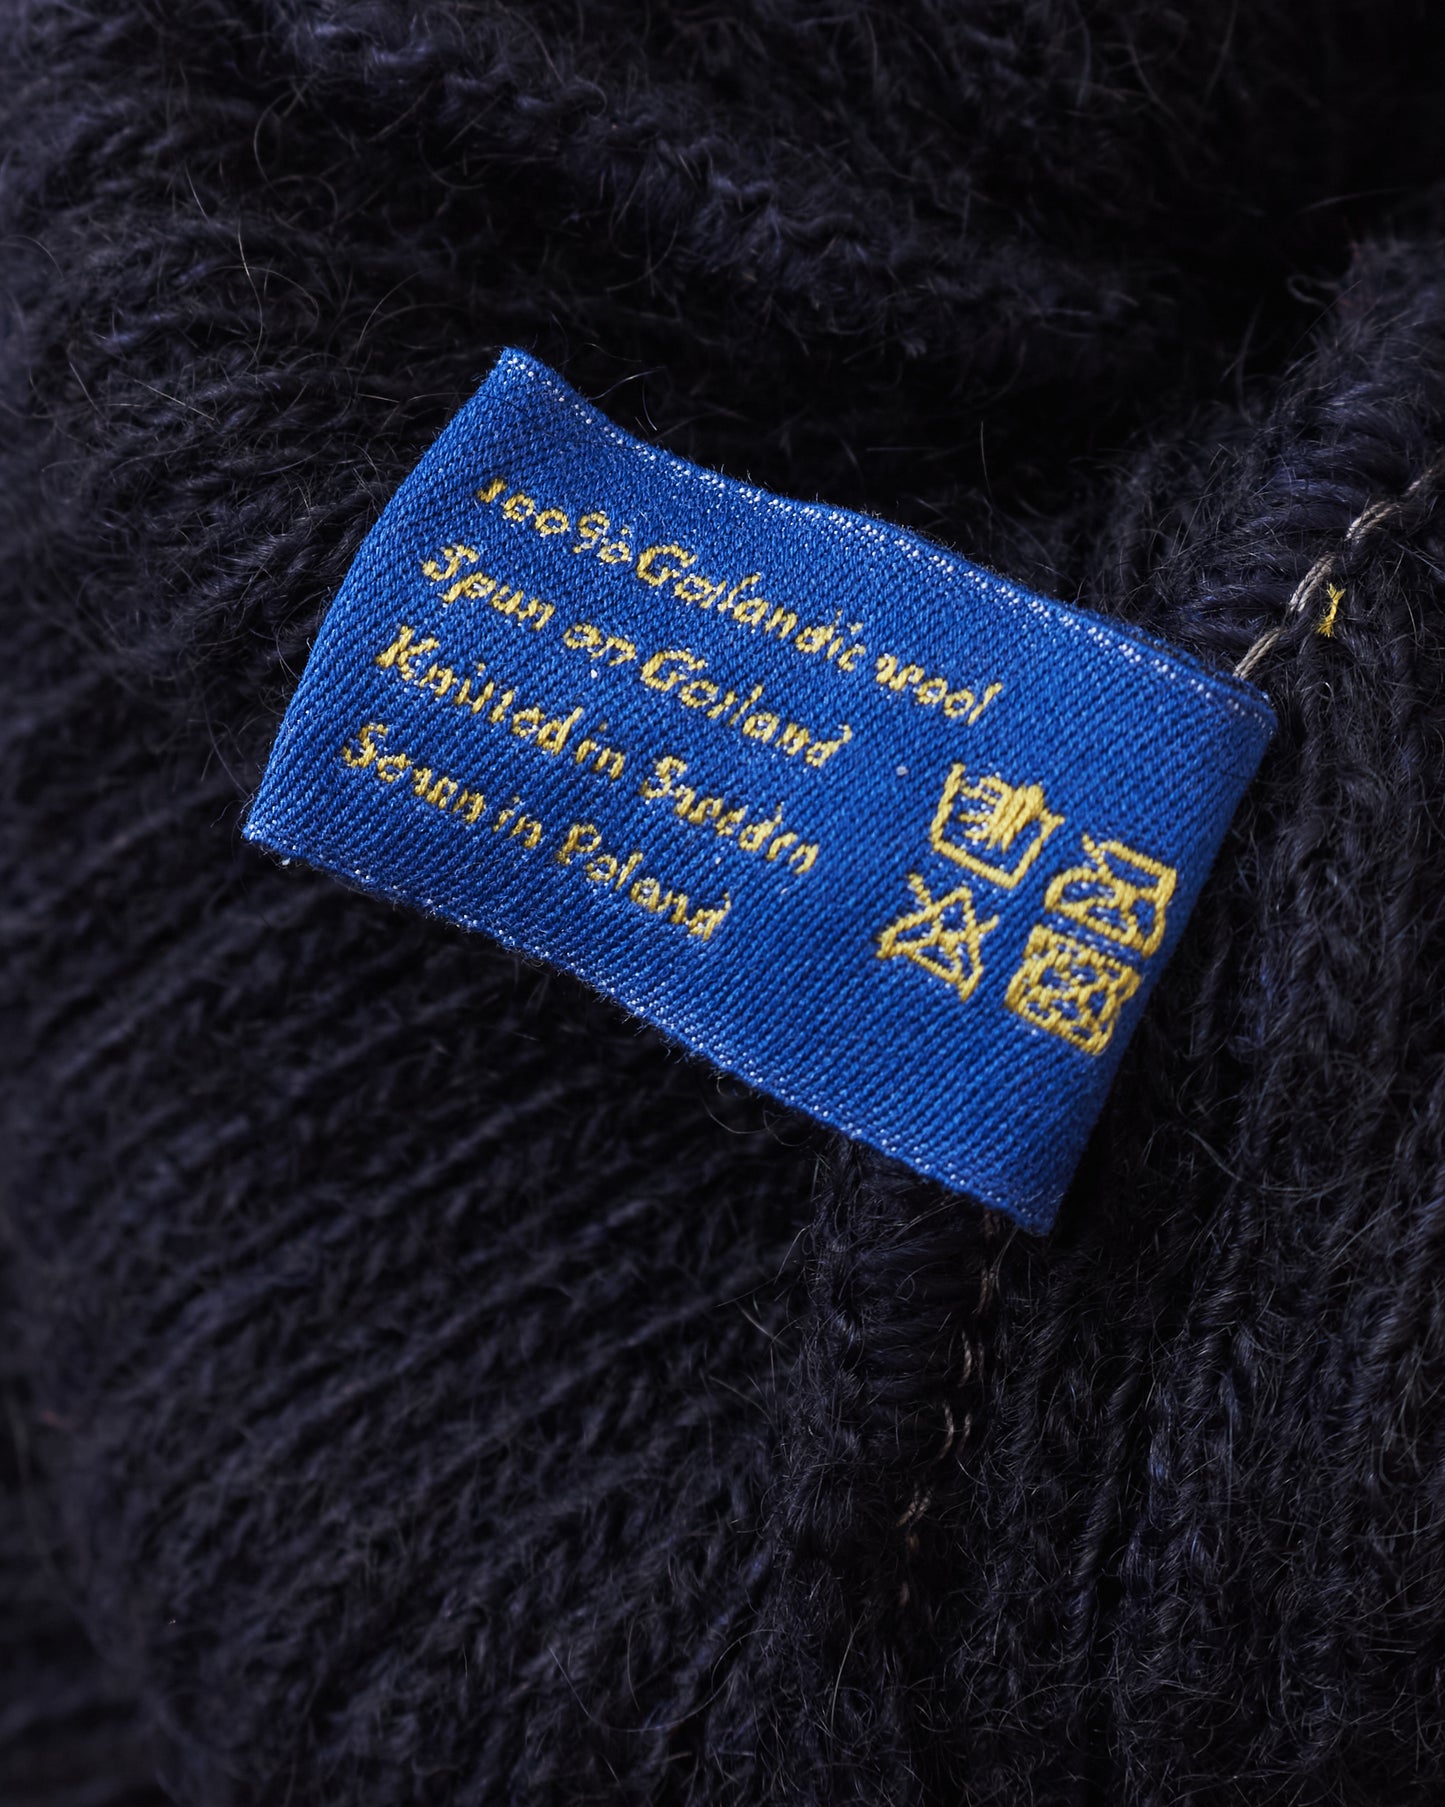 100% Gotlandic wool
Spun on Gotland
Knitted in Sweden
Sewn in Poland